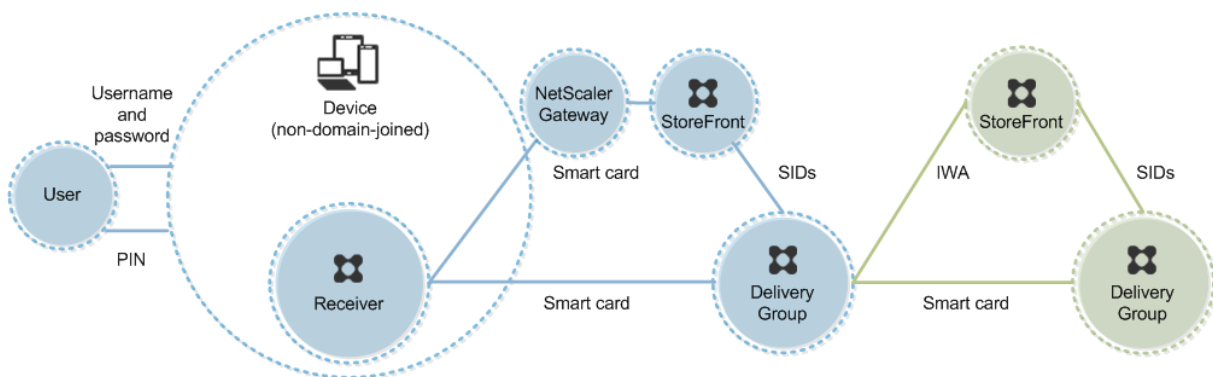 Username
and
password
User
PIN
Device
(non-domain-joined)
Receiver
NetScaler
Gateway
StoreFront
Smart card
SIDs
Smart card
Delivery
Group
StoreFront
IWA
SIDs
Smart card
Delivery
Group